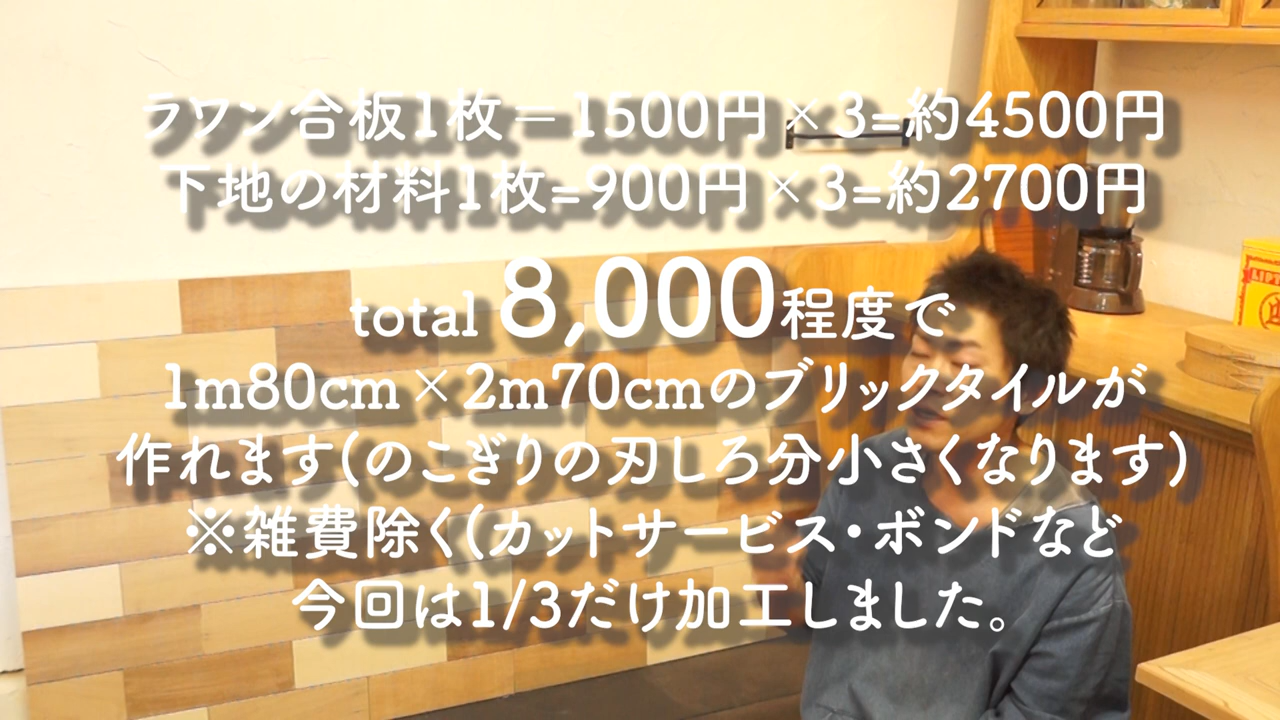 ラワン合板1枚＝1500円×3=約4500円
下地の材料1枚=900円×3=約2700円
total 8,000程度で
1m80cm×2m70cmのブリックタイルが
作れます(のこぎりの刃しろ分小さくなります)
※雑費除く(カットサービス・ボンドなど
今回は1/3だけ加工しました。